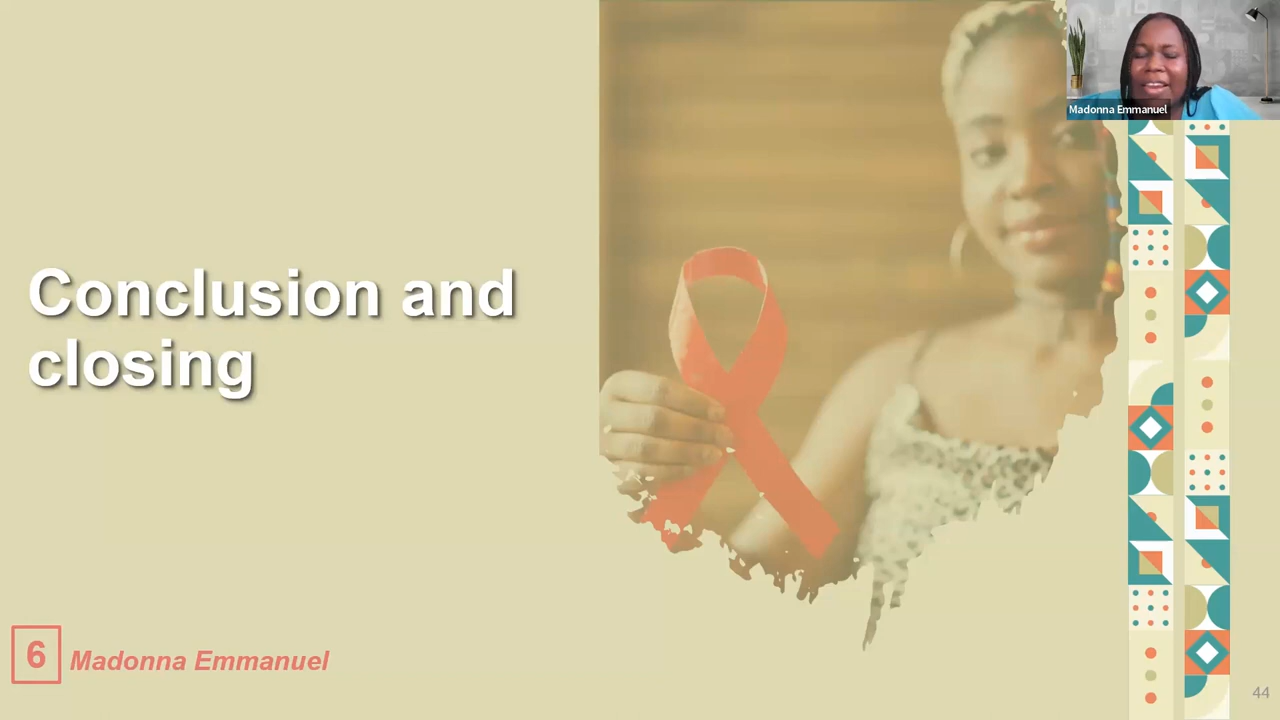 Madonna Emmanuel
Conclusion and
closing
6 Madonna Emmanuel
44